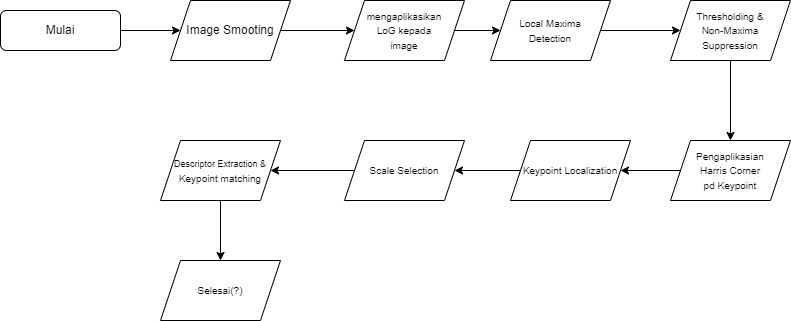 Mulai
Image Smooting
mengaplikasikan
LoG kepada
image
Local Maxima
Detection
Thresholding &
Non-Maxima
Suppression
Pengaplikasian
Harris Corner
pd Keypoint
Keypoint Localization
Scale Selection
Descriptor Extraction &
Keypoint matching
Selesai(?)